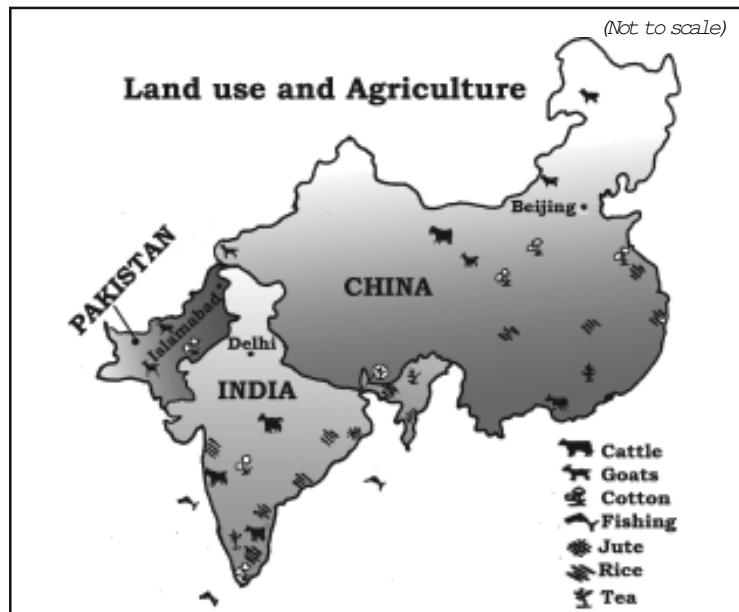 (Not to scale)
Land use and Agriculture
Beijing
PAKISTAN
CHINA
Islamabad
Delhi
INDIA
Cattle
Goats
Cotton
Fishing
Jute
Rice
Tea